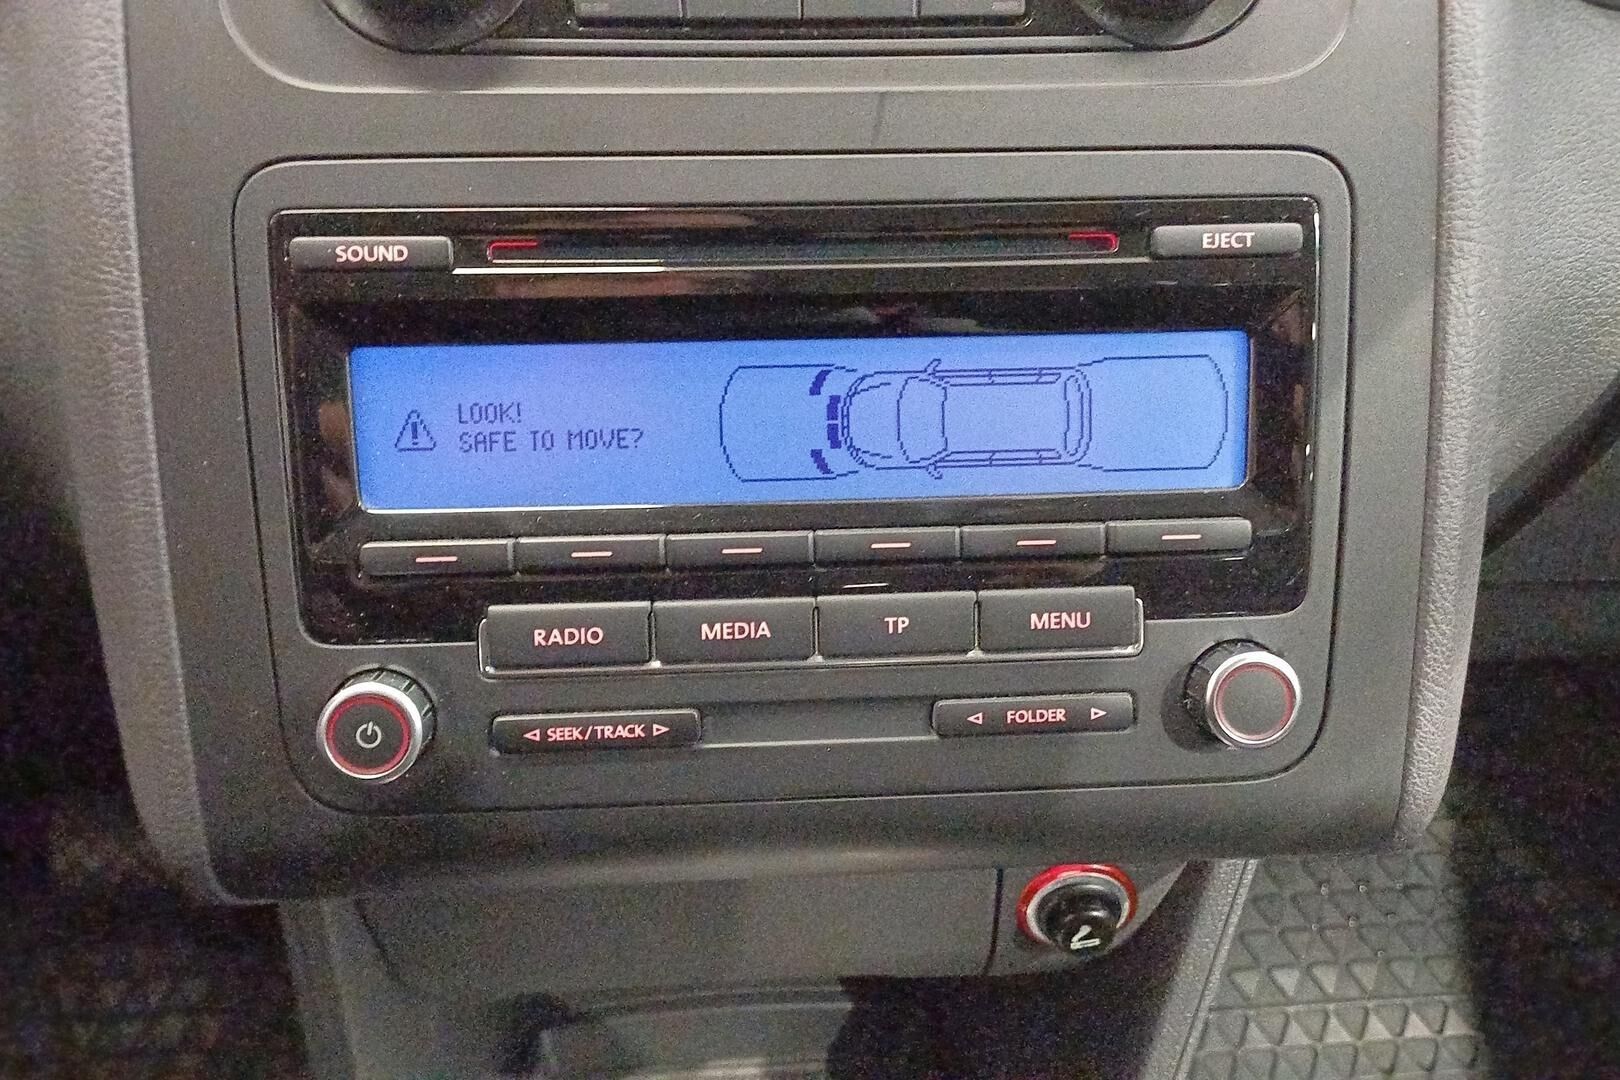 SOUND
EJECT
LOOK!
SAFE TO MOVE?
RADIO
MEDIA
TP
MENU
SEEK/TRACK
FOLDER